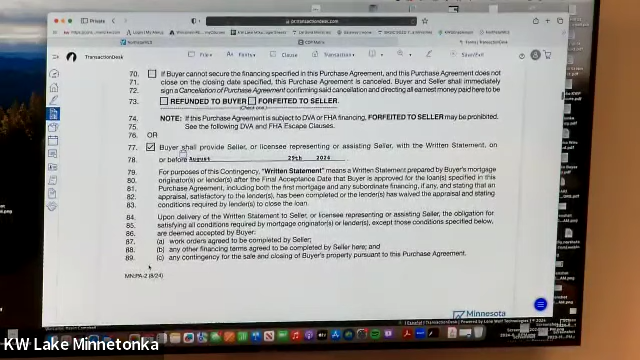 Private
pr.transactiondesk.com
TransactionDesk
File
Fonts
Clause
Transaction
Save/Exit
70. If Buyer cannot secure the financing specified in this Purchase Agreement, and this Purchase Agreement does not
71. close on the closing date specified, this Purchase Agreement is canceled. Buyer and Seller shall immediately
72. sign a Cancellation of Purchase Agreement confirming said cancellation and directing all earnest money paid here to be
73. REFUNDED TO BUYER FORFEITED TO SELLER.
(Check one.)
74. NOTE: If this Purchase Agreement is subject to DVA or FHA financing, FORFEITED TO SELLER may be prohibited.
75. See the following DVA and FHA Escape Clauses.
76. OR
77. Buyer shall provide Seller, or licensee representing or assisting Seller, with the Written Statement, on
78. or before August 29th 2024
79. For purposes of this Contingency, "Written Statement" means a Written Statement prepared by Buyer's mortgage
80. originator(s) or lender(s) after the Final Acceptance Date that Buyer is approved for the loan(s) specified in this
81. Purchase Agreement, including both the first mortgage and any subordinate financing, if any, and stating that an
82. appraisal, satisfactory to the lender(s), has been completed or the lender(s) has waived the appraisal and stating
83. conditions required by lender(s) to close the loan.
84. Upon delivery of the Written Statement to Seller, or licensee representing or assisting Seller, the obligation for
85. satisfying all conditions required by mortgage originator(s) or lender(s), except those conditions specified below,
86. are deemed accepted by Buyer:
87. (a) work orders agreed to be completed by Seller;
88. (b) any other financing terms agreed to be completed by Seller here; and
89. (c) any contingency for the sale and closing of Buyer's property pursuant to this Purchase Agreement.
MN:PA-2 (8/24)
Minnesota
KW Lake Minnetonka